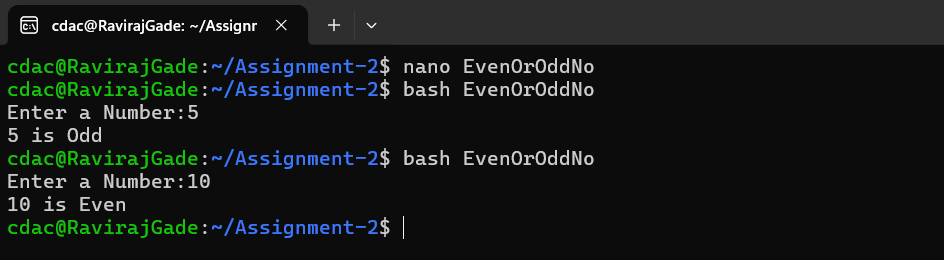 cdac@RavirajGade: ~/Assignr
cdac@RavirajGade:~/Assignment-2$ nano EvenOrOddNo
cdac@RavirajGade:~/Assignment-2$ bash EvenOrOddNo
Enter a Number:5
5 is Odd
cdac@RavirajGade:~/Assignment-2$ bash EvenOrOddNo
Enter a Number:10
10 is Even
cdac@RavirajGade:~/Assignment-2$